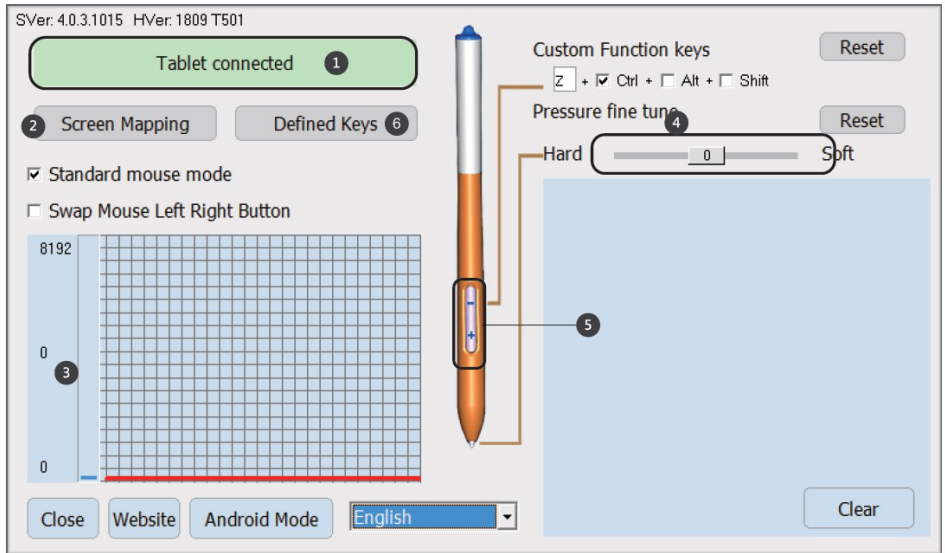 SVer: 4.0.3.1015 HVer: 1809 T501
Tablet connected 1
2 Screen Mapping
Defined Keys 6
Standard mouse mode
Swap Mouse Left Right Button
8192
0
3
0
Close
Website
Android Mode
English
- +
5
Custom Function keys
Reset
Z + Ctrl + Alt + Shift
Pressure fine tune
4
Reset
Hard 0 Soft
Clear